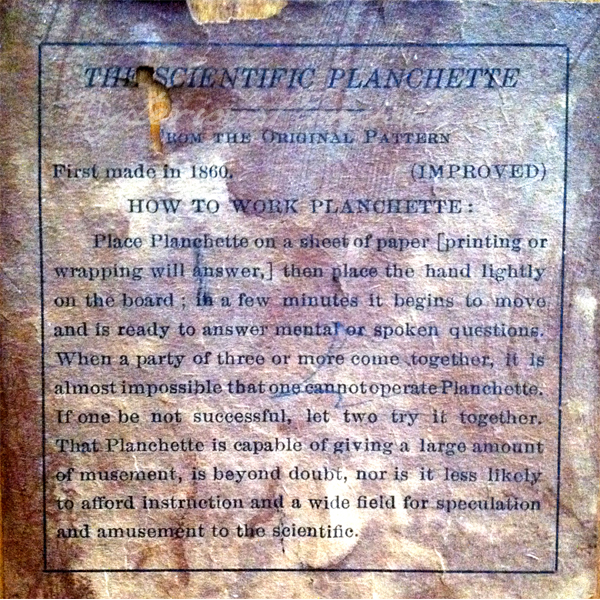 THE SCIENTIFIC PLANCHETTE
FROM THE ORIGINAL PATTERN
First made in 1860. (IMPROVED)
HOW TO WORK PLANCHETTE:
Place Planchette on a sheet of paper [printing or
wrapping will answer,] then place the hand lightly
on the board; in a few minutes it begins to move
and is ready to answer mental or spoken questions.
When a party of three or more come together, it is
almost impossible that one cannot operate Planchette.
If one be not successful, let two try it together.
That Planchette is capable of giving a large amount
of musement, is beyond doubt, nor is it less likely
to afford instruction and a wide field for speculation
and amusement to the scientific.